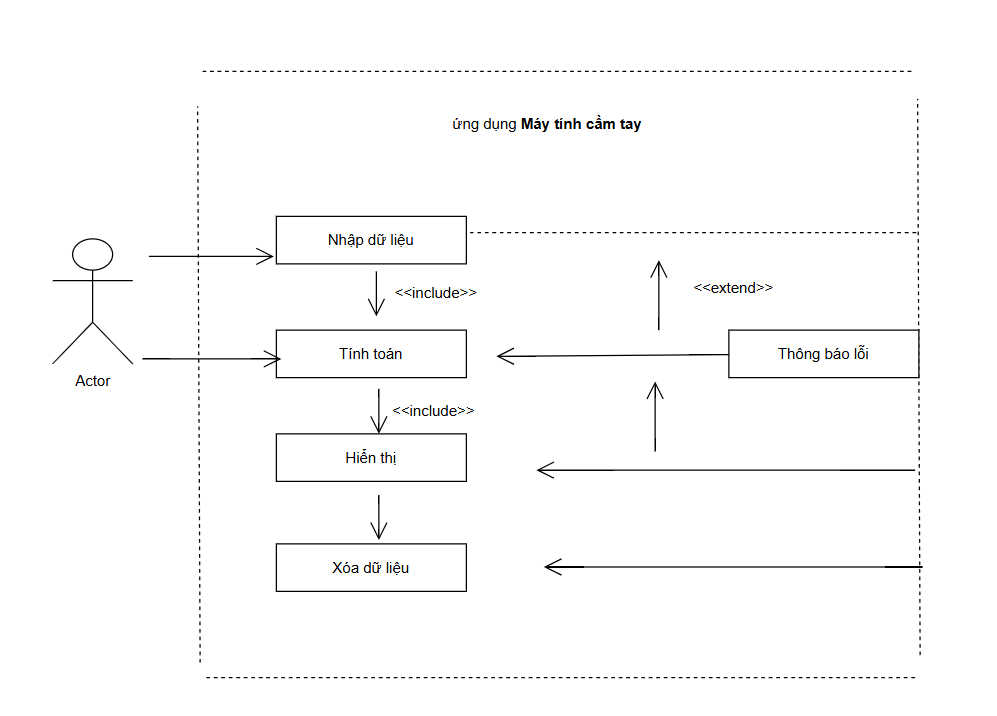 ứng dụng Máy tính cầm tay
Nhập dữ liệu
<<include>>
<<extend>>
Tính toán
Thông báo lỗi
Actor
<<include>>
Hiển thị
Xóa dữ liệu